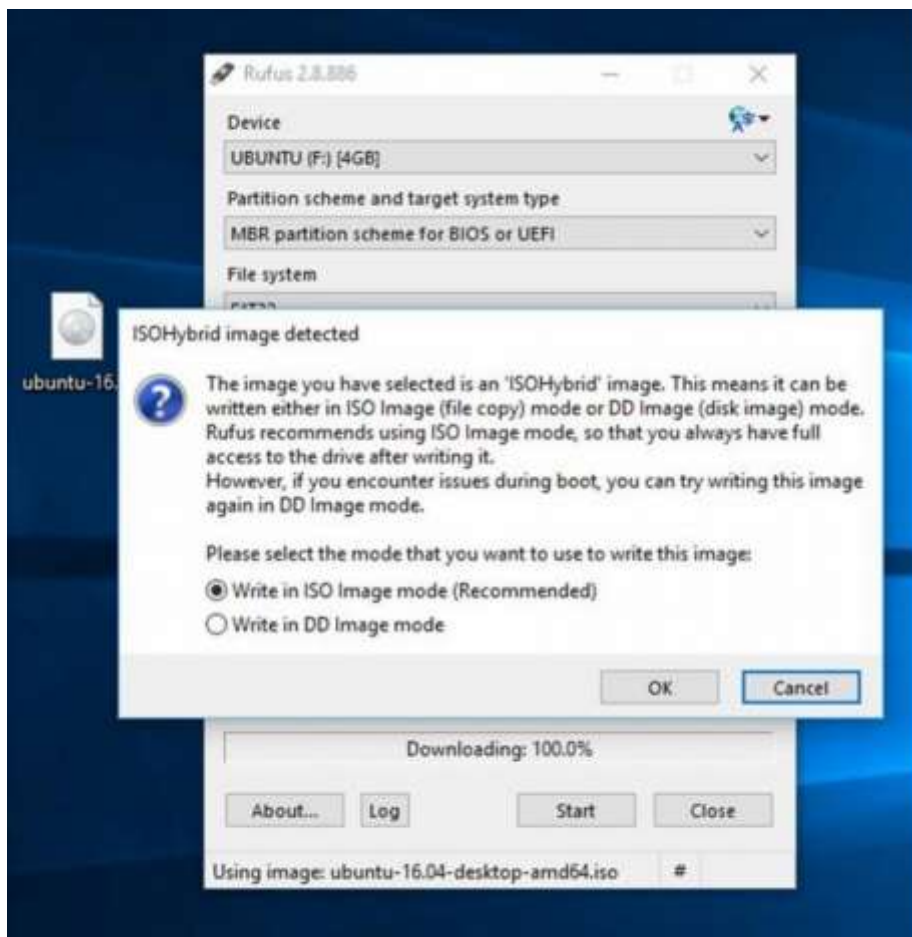 Rufus 2.8.886
Device
UBUNTU (F:) [4GB]
Partition scheme and target system type
MBR partition scheme for BIOS or UEFI
File system
FAT32
ubuntu-16.
ISOHybrid image detected
The image you have selected is an 'ISOHybrid' image. This means it can be
written either in ISO Image (file copy) mode or DD Image (disk image) mode.
Rufus recommends using ISO Image mode, so that you always have full
access to the drive after writing it.
However, if you encounter issues during boot, you can try writing this image
again in DD Image mode.
Please select the mode that you want to use to write this image:
Write in ISO Image mode (Recommended)
Write in DD Image mode
OK
Cancel
Downloading: 100.0%
About...
Log
Start
Close
Using image: ubuntu-16.04-desktop-amd64.iso
#